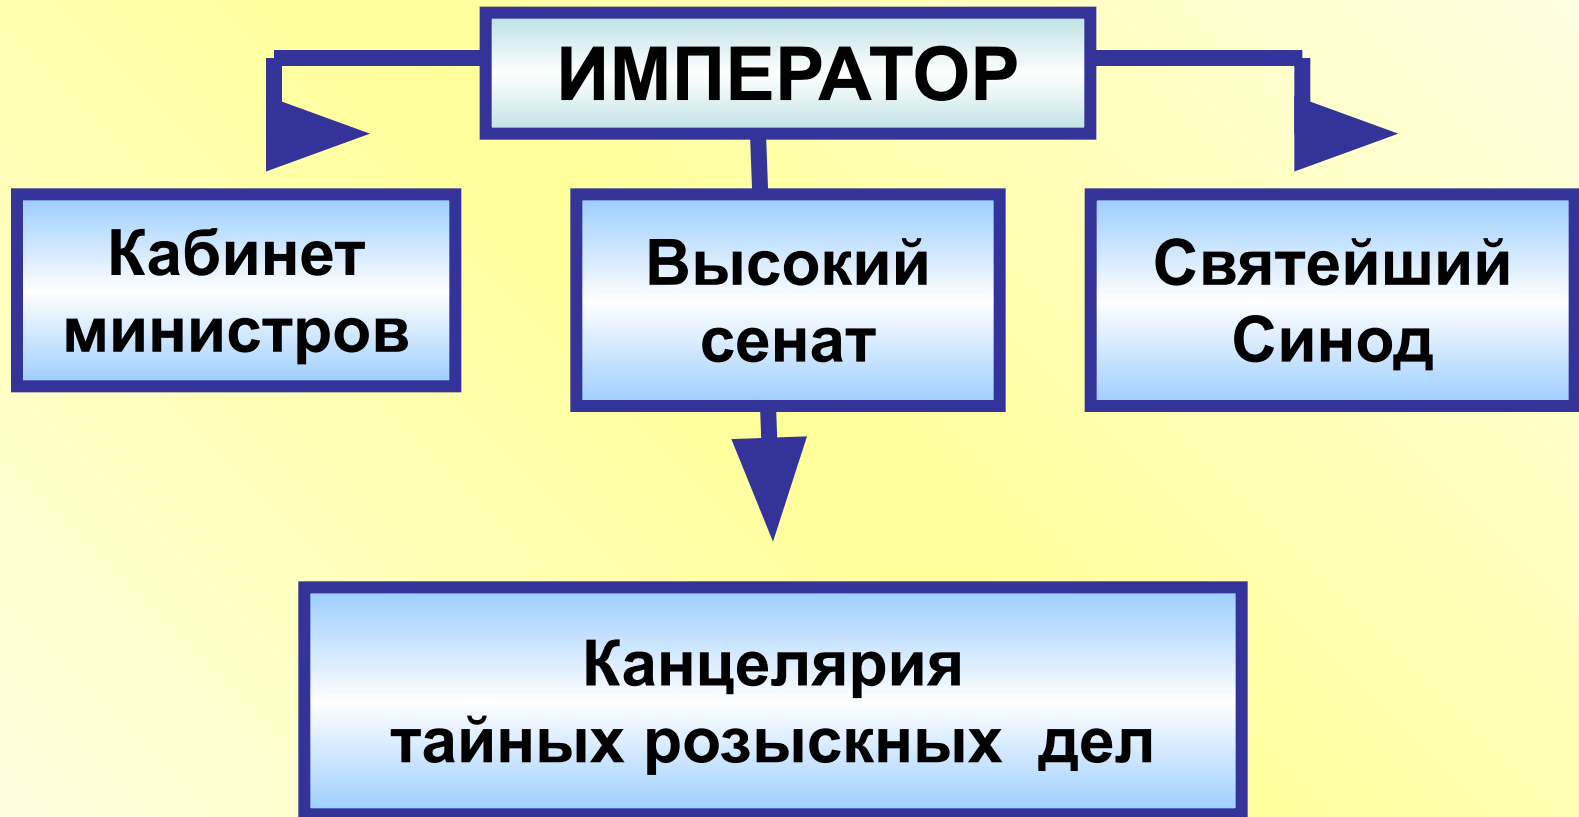 ИМПЕРАТОР
Кабинет
министров
Высокий
сенат
Святейший
Синод
Канцелярия
тайных розыскных  дел